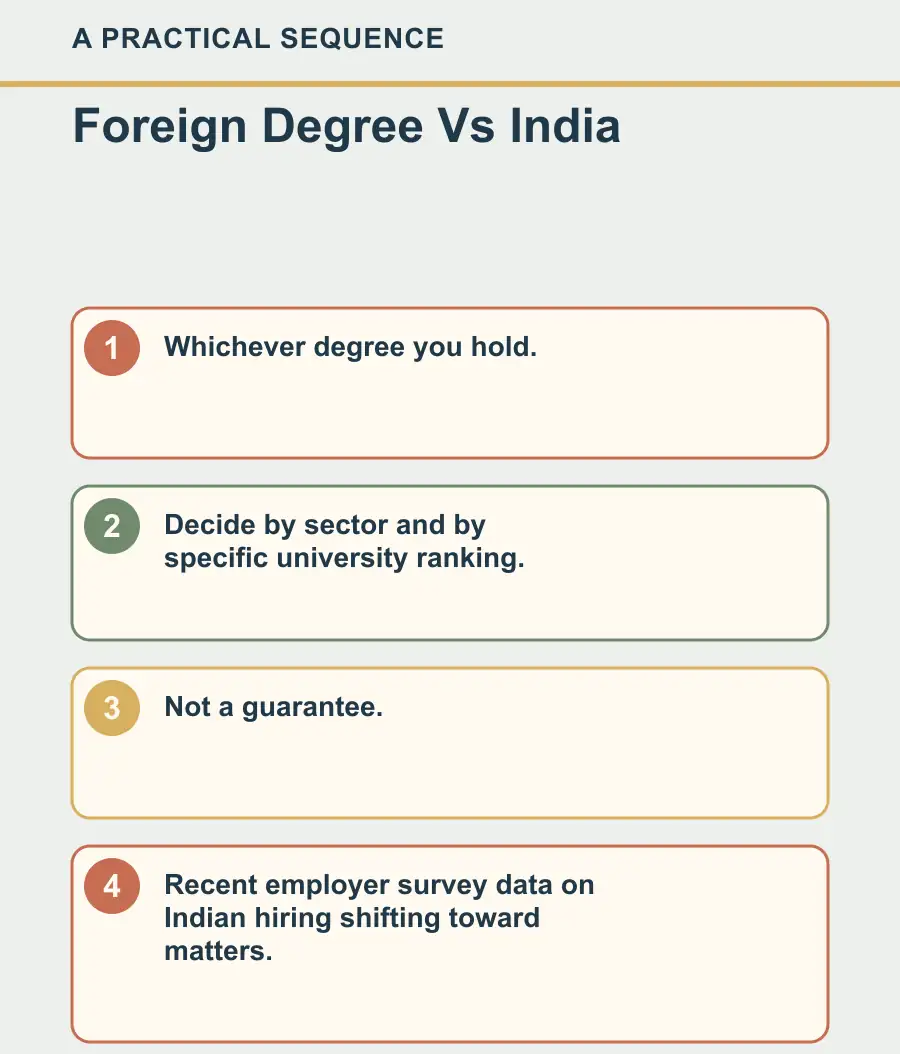 A PRACTICAL SEQUENCE
Foreign Degree Vs India
1
Whichever degree you hold.
2
Decide by sector and by
specific university ranking.
3
Not a guarantee.
4
Recent employer survey data on
Indian hiring shifting toward
matters.